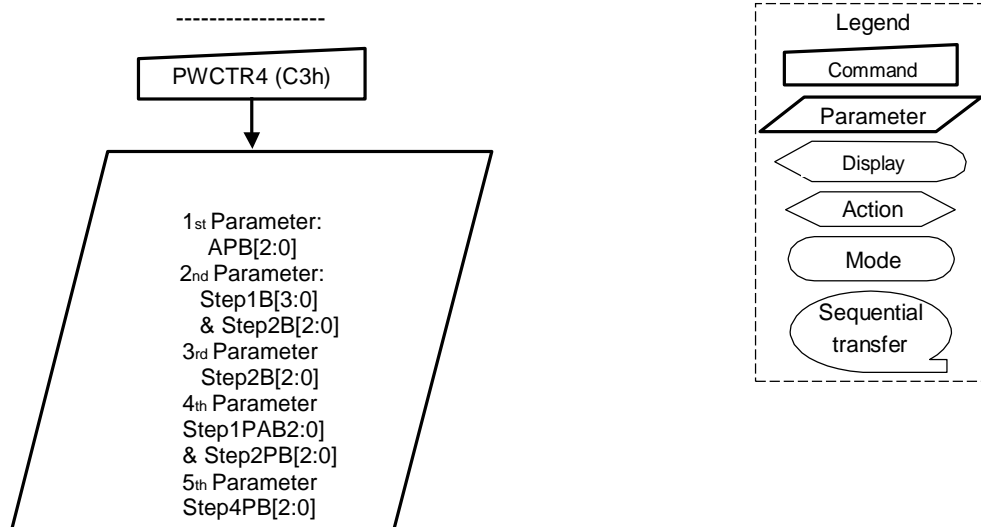 PWCTR4 (C3h)
1st Parameter:
APB[2:0]
2nd Parameter:
Step1B[3:0]
& Step2B[2:0]
3rd Parameter
Step2B[2:0]
4th Parameter
Step1PAB2:0]
& Step2PB[2:0]
5th Parameter
Step4PB[2:0]
Legend
Command
Parameter
Display
Action
Mode
Sequential
transfer